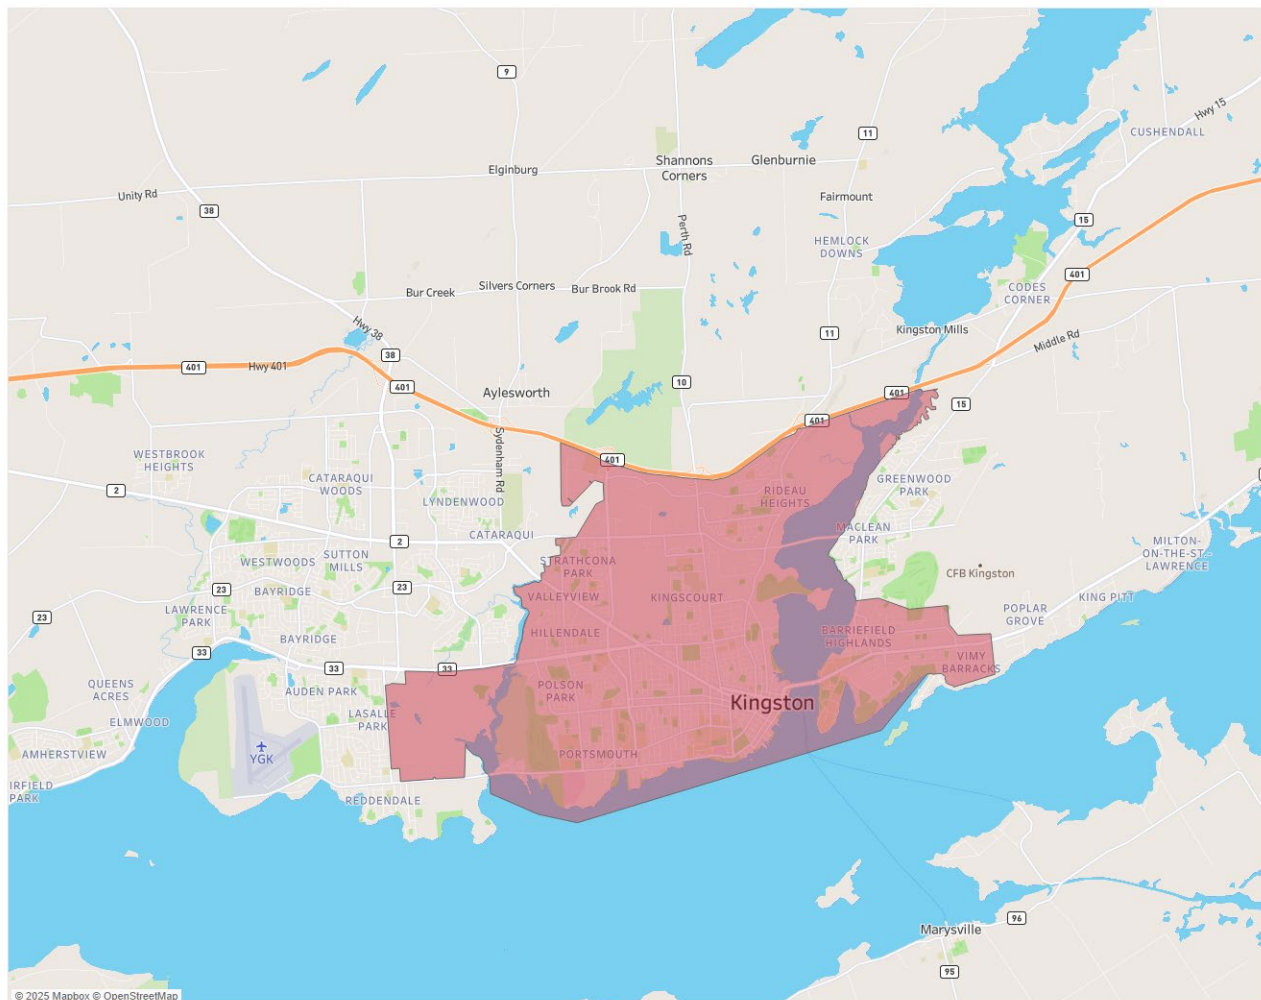 9
Hwy 15
CUSHENDALL
11
Shannons
Corners
Glenburnie
Elginburg
Unity Rd
Fairmount
38
15
Perth Rd
HEMLOCK
DOWNS
401
CODES
CORNER
Silvers Corners
Bur Brook Rd
Bur Creek
Hwy 38
11
Kingston Mills
Middle Rd
38
401
Hwy 401
10
401
Aylesworth
401
15
401
Sydenham Rd
401
WESTBROOK
HEIGHTS
CATARAQUI
WOODS
2
LYNDENWOOD
RIDEAU
HEIGHTS
GREENWOOD
PARK
MACLEAN
PARK
CATARAQUI
2
MILTON-
ON-THE-ST.-
LAWRENCE
WESTWOODS
SUTTON
MILLS
STRATHCONA
PARK
CFB Kingston
23
BAYRIDGE
23
VALLEYVIEW
KINGSCOURT
KING PITT
23
LAWRENCE
PARK
POPLAR
GROVE
HILLENDALE
BARRIEFIELD
HIGHLANDS
BAYRIDGE
33
33
33
VIMY
BARRACKS
QUEENS
ACRES
AUDEN PARK
POLSON
PARK
Kingston
ELMWOOD
LASALLE
PARK
AMHERSTVIEW
YGK
PORTSMOUTH
IRFIELD
PARK
REDDENDALE
96
Marysville
95
© 2025 Mapbox © OpenStreetMap